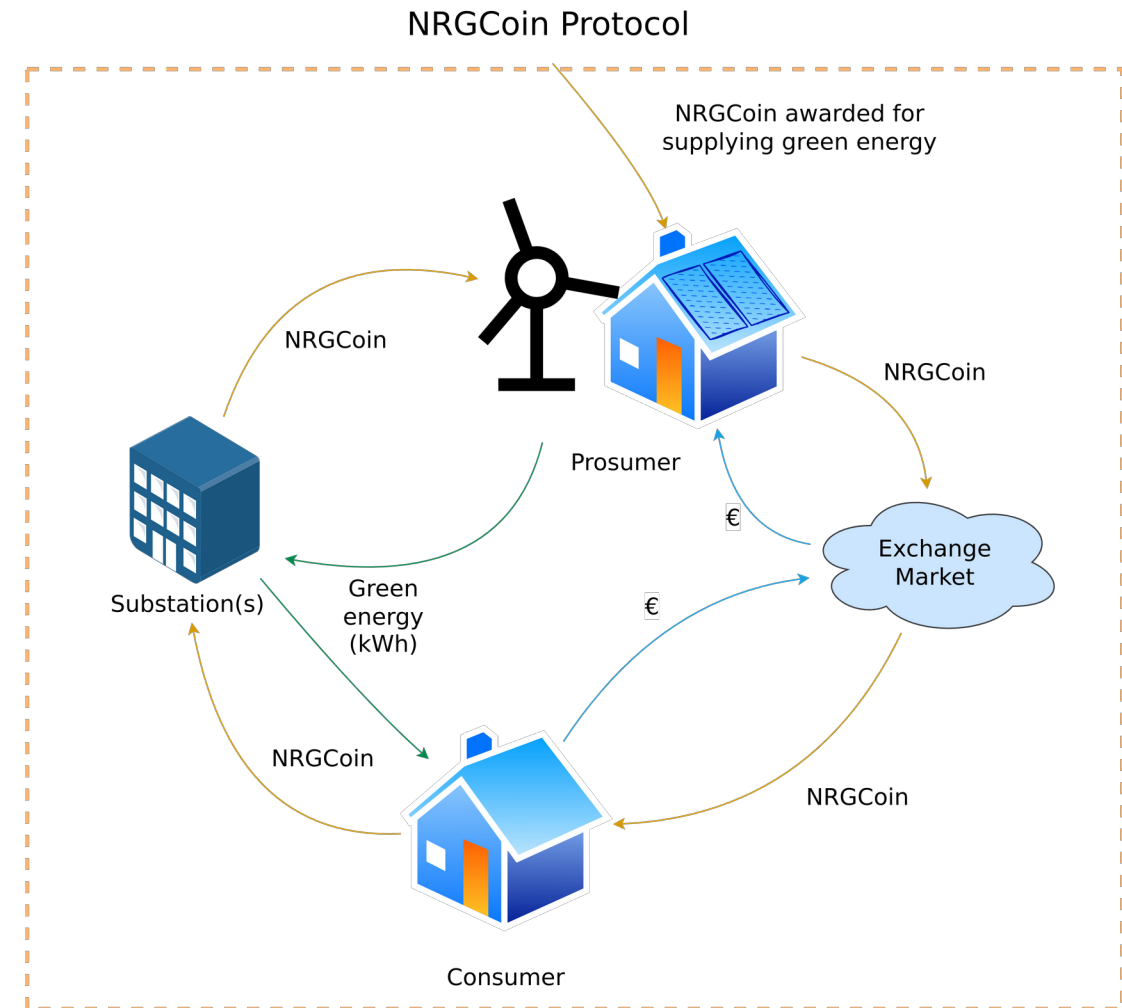 NRGCoin Protocol
NRGCoin awarded for
supplying green energy
NRGCoin
NRGCoin
Prosumer
€
Exchange
Market
Green
energy
(kWh)
Substation(s)
€
NRGCoin
NRGCoin
Consumer